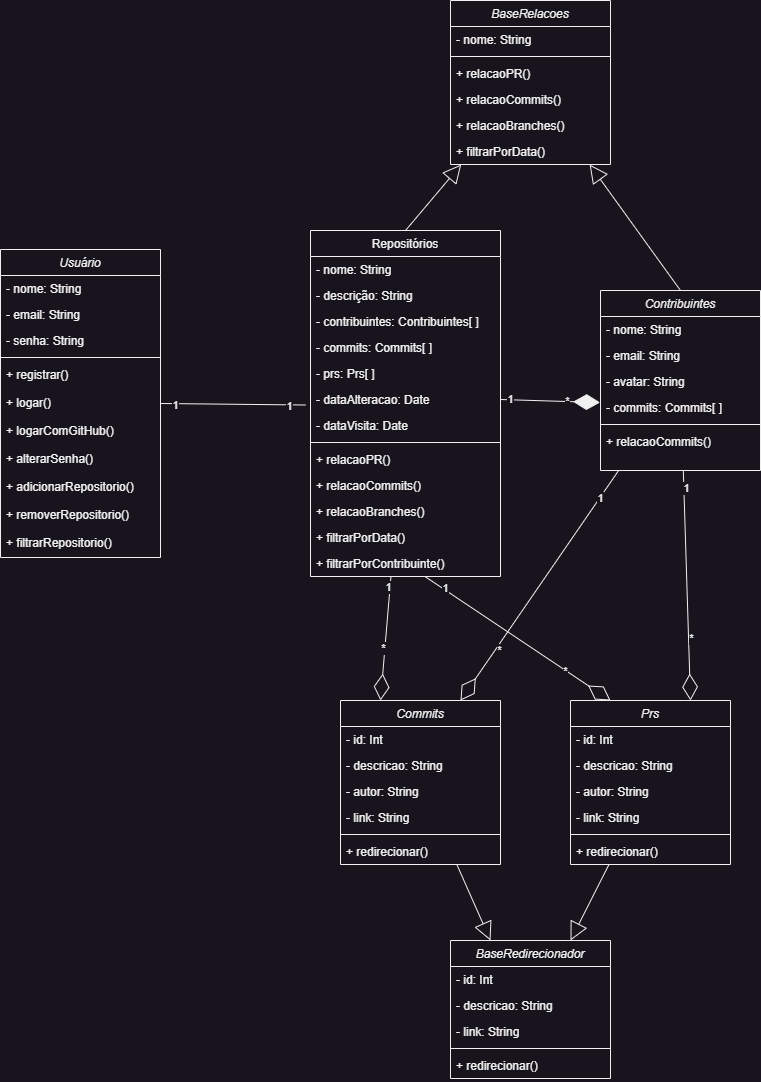 BaseRelacoes
- nome: String
+ relacaoPR()
+ relacaoCommits()
+ relacaoBranches()
+ filtrarPorData()
Usuário
- nome: String
- email: String
- senha: String
+ registrar()
+ logar()
+ logarComGitHub()
+ alterarSenha()
+ adicionarRepositorio()
+ removerRepositorio()
+ filtrarRepositorio()
1
1
Repositórios
- nome: String
- descrição: String
- contribuintes: Contribuintes[ ]
- commits: Commits[ ]
- prs: Prs[ ]
- dataAlteracao: Date
- dataVisita: Date
+ relacaoPR()
+ relacaoCommits()
+ relacaoBranches()
+ filtrarPorData()
+ filtrarPorContribuinte()
1
*
Contribuintes
- nome: String
- email: String
- avatar: String
- commits: Commits[ ]
+ relacaoCommits()
1
1
1
1
*
*
*
*
Commits
- id: Int
- descricao: String
- autor: String
- link: String
+ redirecionar()
Prs
- id: Int
- descricao: String
- autor: String
- link: String
+ redirecionar()
BaseRedirecionador
- id: Int
- descricao: String
- link: String
+ redirecionar()